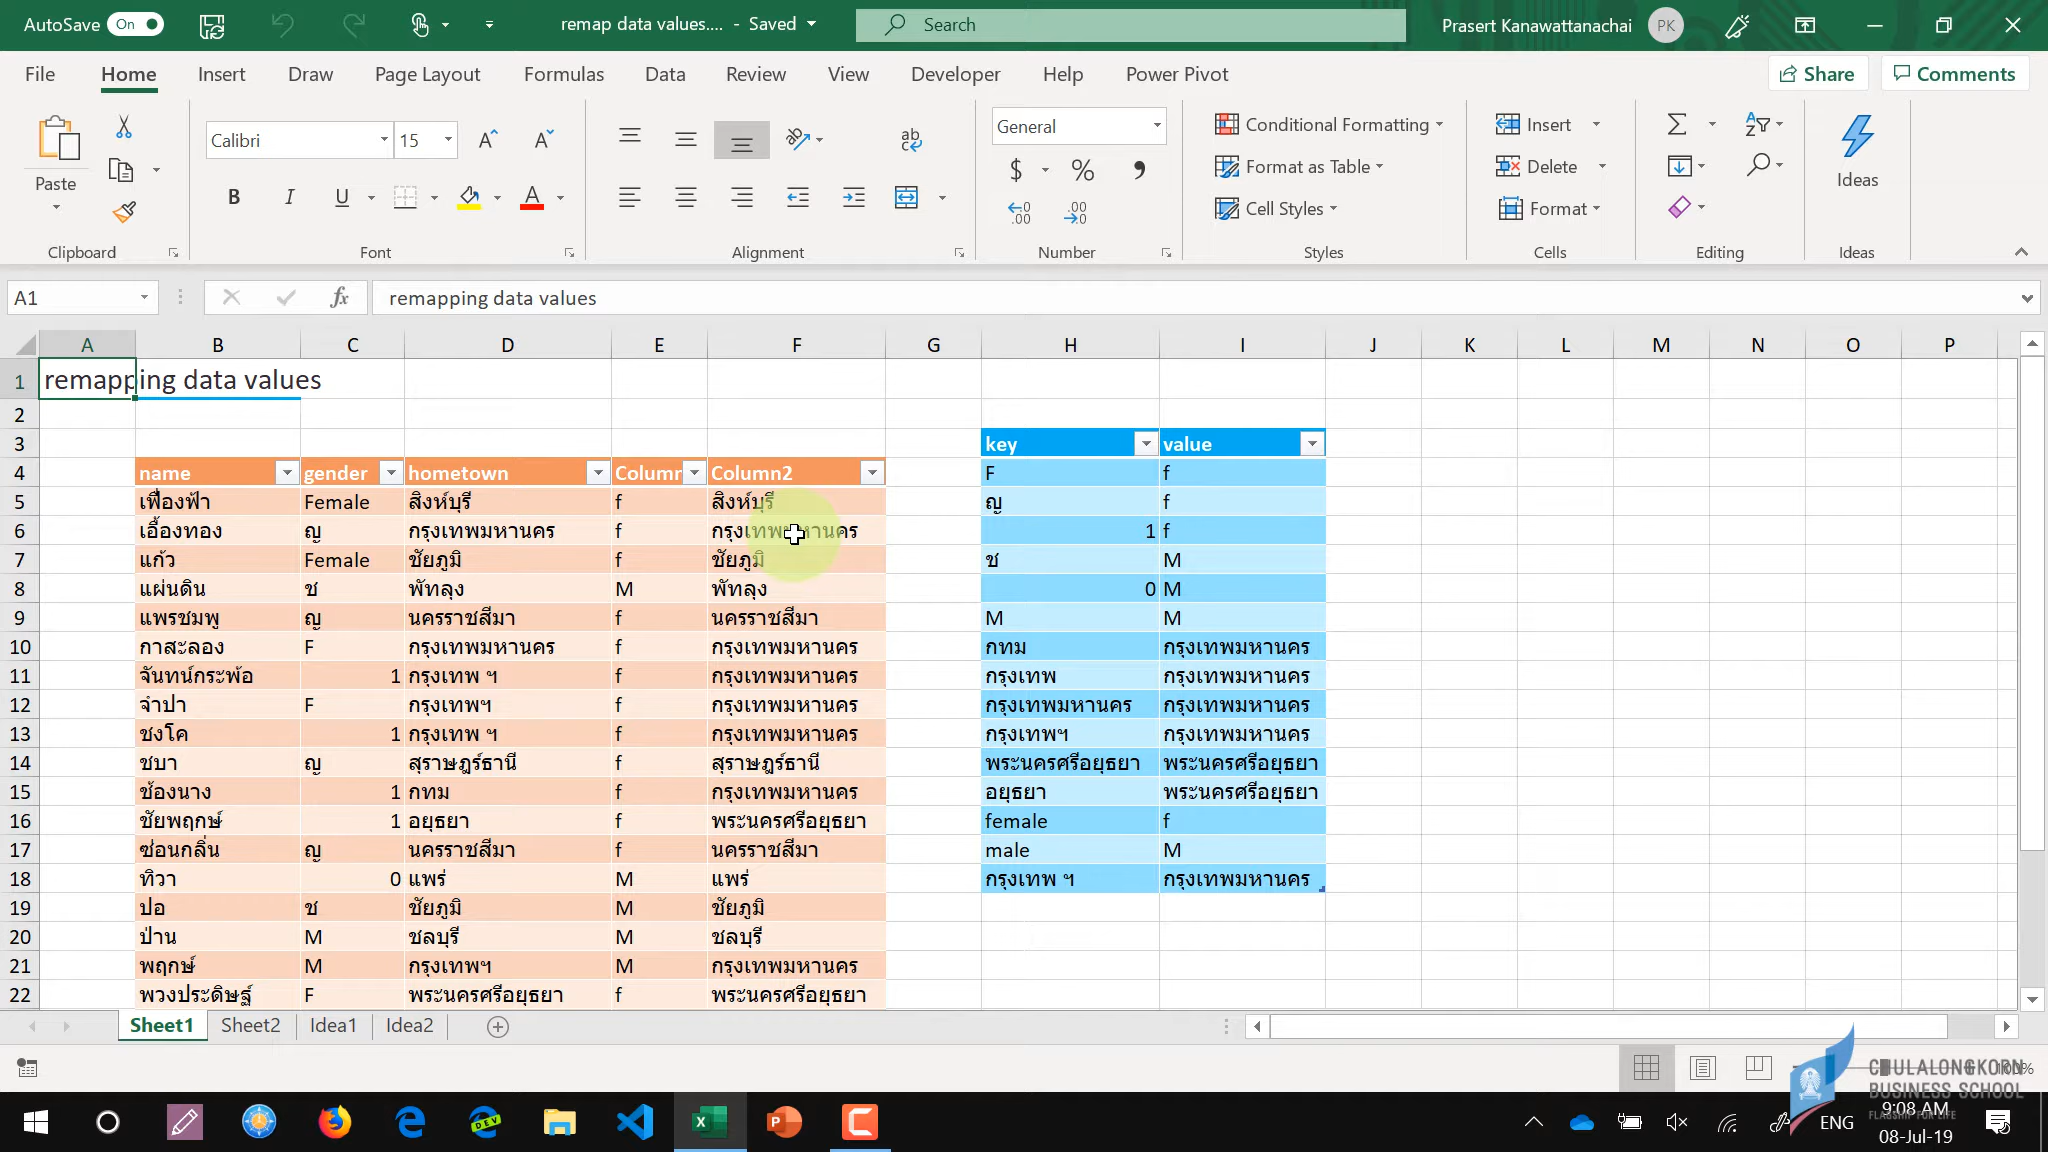 AutoSave On
remap data values.... - Saved
Search
Prasert Kanawattanachai PK
File Home Insert Draw Page Layout Formulas Data Review View Developer Help Power Pivot
Share Comments
Paste
Clipboard
Calibri 15
B I U A
Font
ab
Alignment
General
$ % ,
.00 .00
Number
Conditional Formatting
Format as Table
Cell Styles
Styles
Insert
Delete
Format
Cells
Editing
Ideas
Ideas
A1 fx remapping data values
A B C D E F G H I J K L M N O P
1 remapping data values
2
3 key value
4 name gender hometown Column Column2 F f
5 เฟื่องฟ้า Female สิงห์บุรี f สิงห์บุรี ญ f
6 เอื้องทอง ญ กรุงเทพมหานคร f กรุงเทพมหานคร 1 f
7 แก้ว Female ชัยภูมิ f ชัยภูมิ ช M
8 แผ่นดิน ช พัทลุง M พัทลุง 0 M
9 แพรชมพู ญ นครราชสีมา f นครราชสีมา M M
10 กาสะลอง F กรุงเทพมหานคร f กรุงเทพมหานคร กทม กรุงเทพมหานคร
11 จันทน์กระพ้อ 1 กรุงเทพ ฯ f กรุงเทพมหานคร กรุงเทพ กรุงเทพมหานคร
12 จำปา F กรุงเทพฯ f กรุงเทพมหานคร กรุงเทพมหานคร กรุงเทพมหานคร
13 ชงโค 1 กรุงเทพ ฯ f กรุงเทพมหานคร กรุงเทพฯ กรุงเทพมหานคร
14 ชบา ญ สุราษฎร์ธานี f สุราษฎร์ธานี พระนครศรีอยุธยา พระนครศรีอยุธยา
15 ช้องนาง 1 กทม f กรุงเทพมหานคร อยุธยา พระนครศรีอยุธยา
16 ชัยพฤกษ์ 1 อยุธยา f พระนครศรีอยุธยา female f
17 ซ่อนกลิ่น ญ นครราชสีมา f นครราชสีมา male M
18 ทิวา 0 แพร่ M แพร่ กรุงเทพ ฯ กรุงเทพมหานคร
19 ปอ ช ชัยภูมิ M ชัยภูมิ
20 ป่าน M ชลบุรี M ชลบุรี
21 พฤกษ์ M กรุงเทพฯ M กรุงเทพมหานคร
22 พวงประดิษฐ์ F พระนครศรีอยุธยา f พระนครศรีอยุธยา
Sheet1 Sheet2 Idea1 Idea2
CHULALONGKORN
BUSINESS SCHOOL
FLAGSHIP FOR LIFE
DEV
ENG
9:08 AM
08-Jul-19